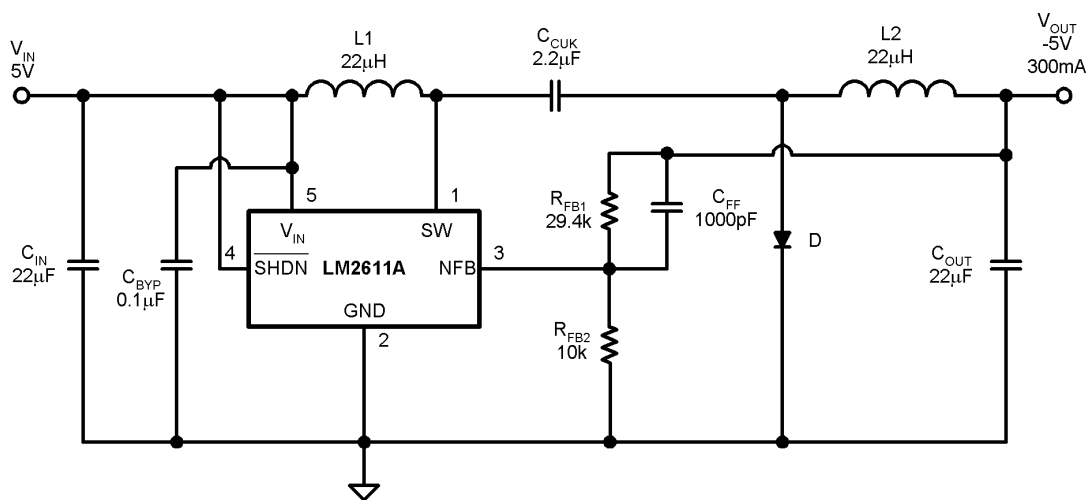 V_IN
5V
L1
22μH
C_CUK
2.2μF
L2
22μH
V_OUT
-5V
300mA
5
1
V_IN
SW
4
SHDN
LM2611A
NFB
3
GND
2
C_IN
22μF
C_BYP
0.1μF
R_FB1
29.4k
C_FF
1000pF
R_FB2
10k
D
C_OUT
22μF